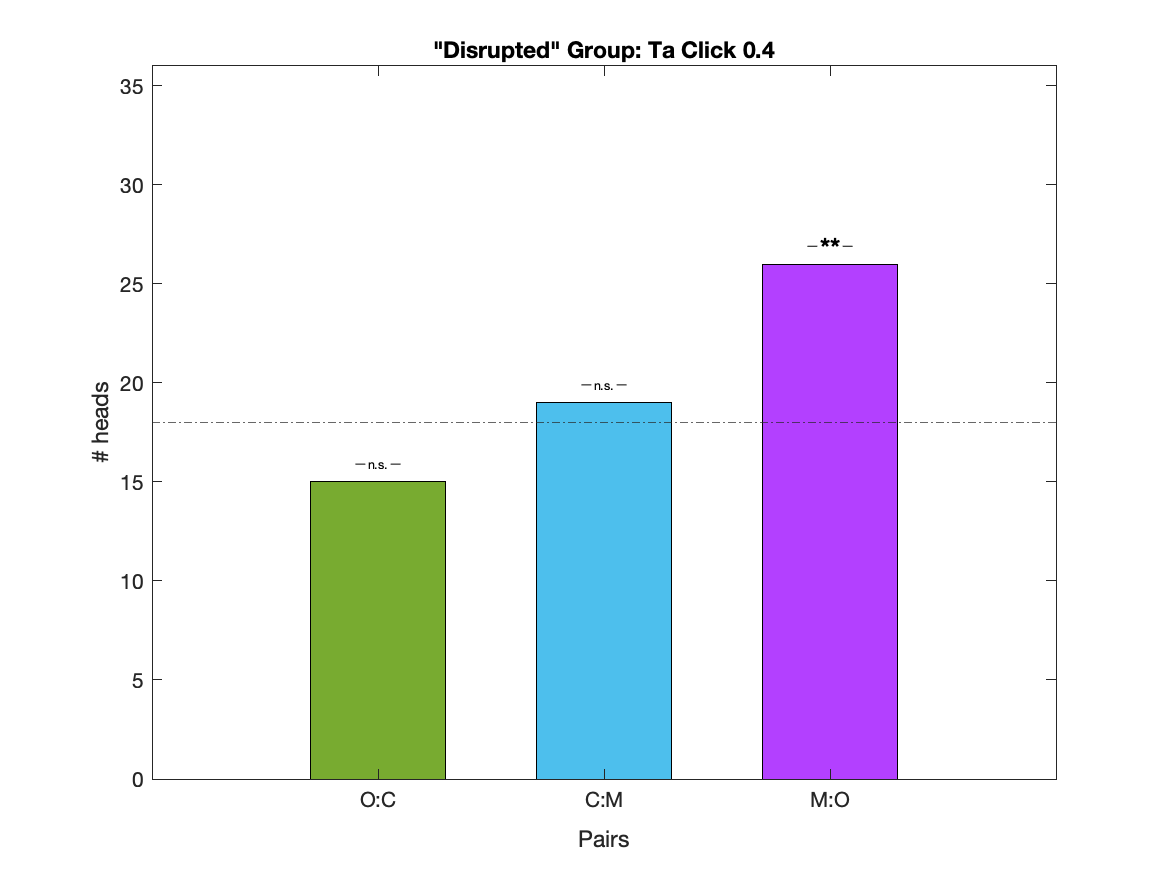 "Disrupted" Group: Ta Click 0.4
35
30
25
20
15
10
5
0
# heads
n.s.
n.s.
**
O:C
C:M
M:O
Pairs